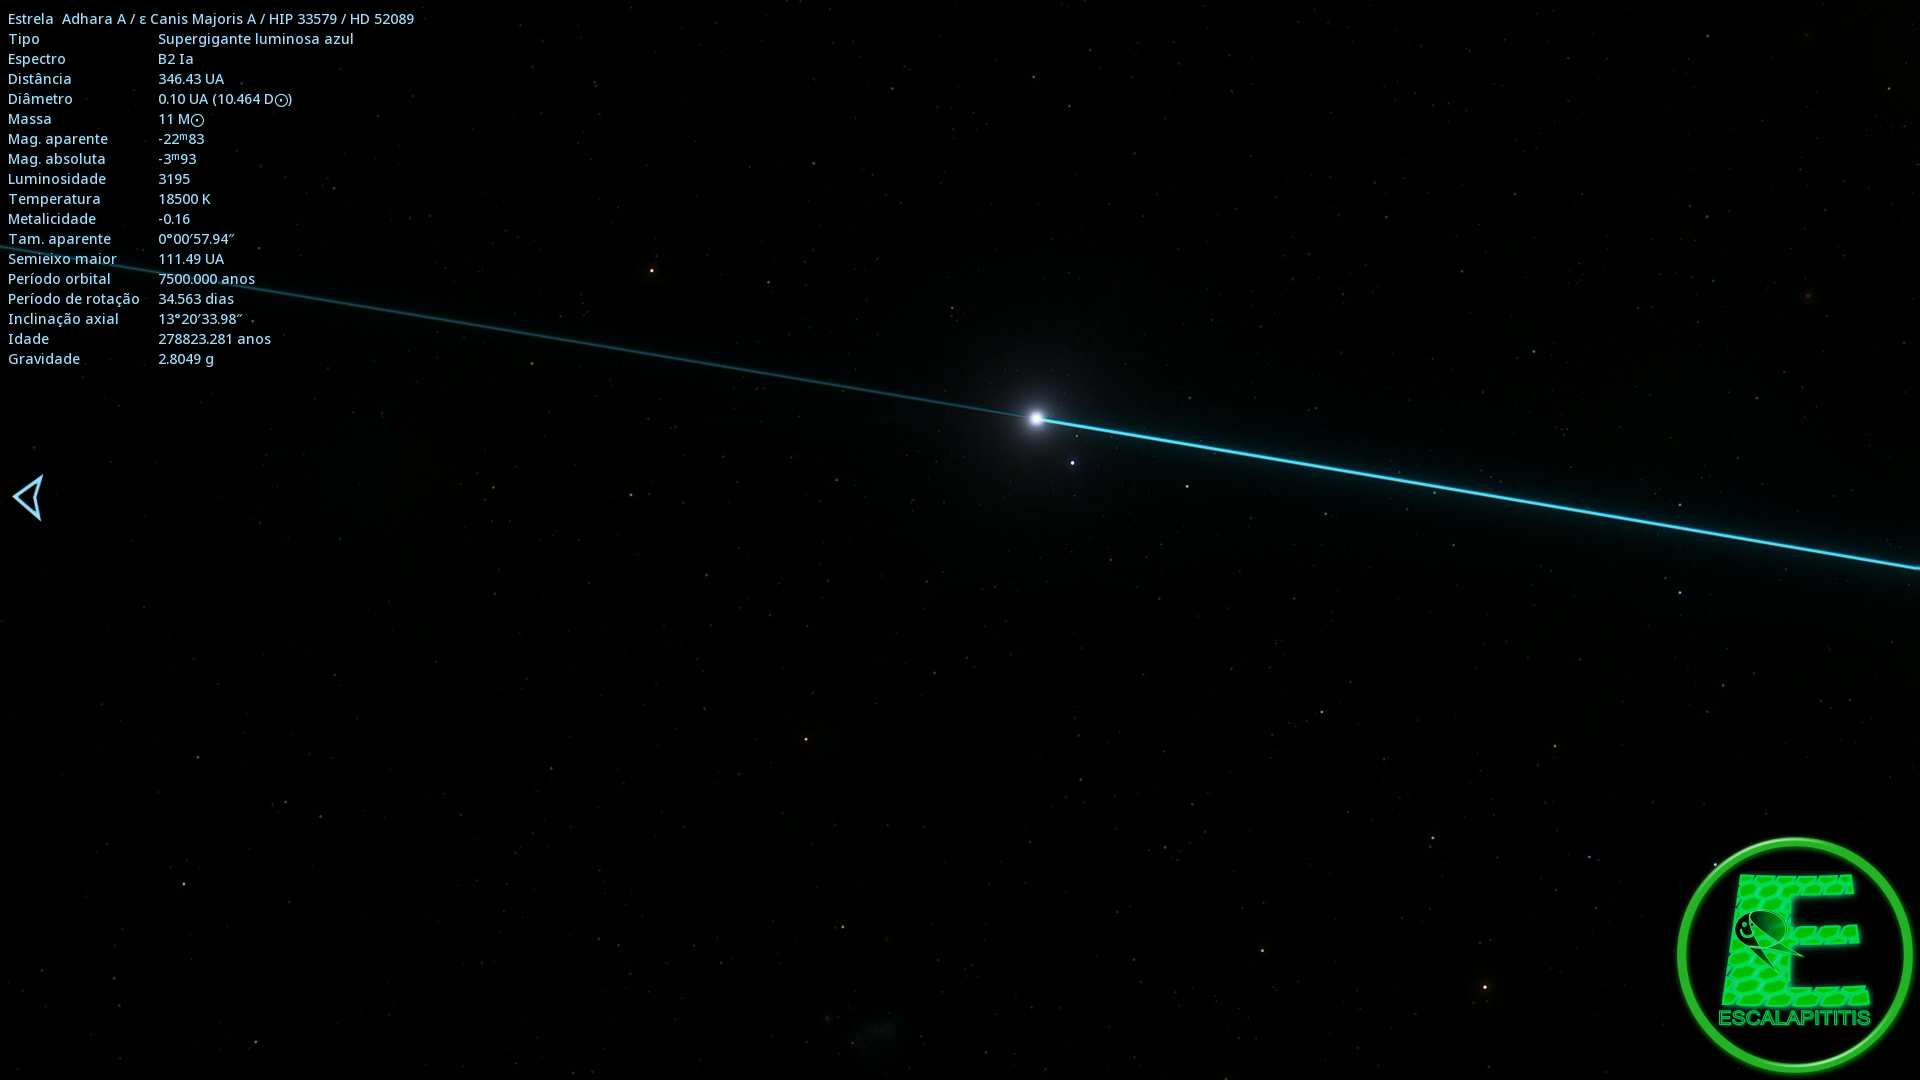 Estrela Adhara A / ε Canis Majoris A / HIP 33579 / HD 52089
Tipo Supergigante luminosa azul
Espectro B2 Ia
Distância 346.43 UA
Diâmetro 0.10 UA (10.464 D☉)
Massa 11 M☉
Mag. aparente -22ᵐ83
Mag. absoluta -3ᵐ93
Luminosidade 3195
Temperatura 18500 K
Metalicidade -0.16
Tam. aparente 0°00′57.94″
Semieixo maior 111.49 UA
Período orbital 7500.000 anos
Período de rotação 34.563 dias
Inclinação axial 13°20′33.98″
Idade 278823.281 anos
Gravidade 2.8049 g
E
ESCALAPITITIS